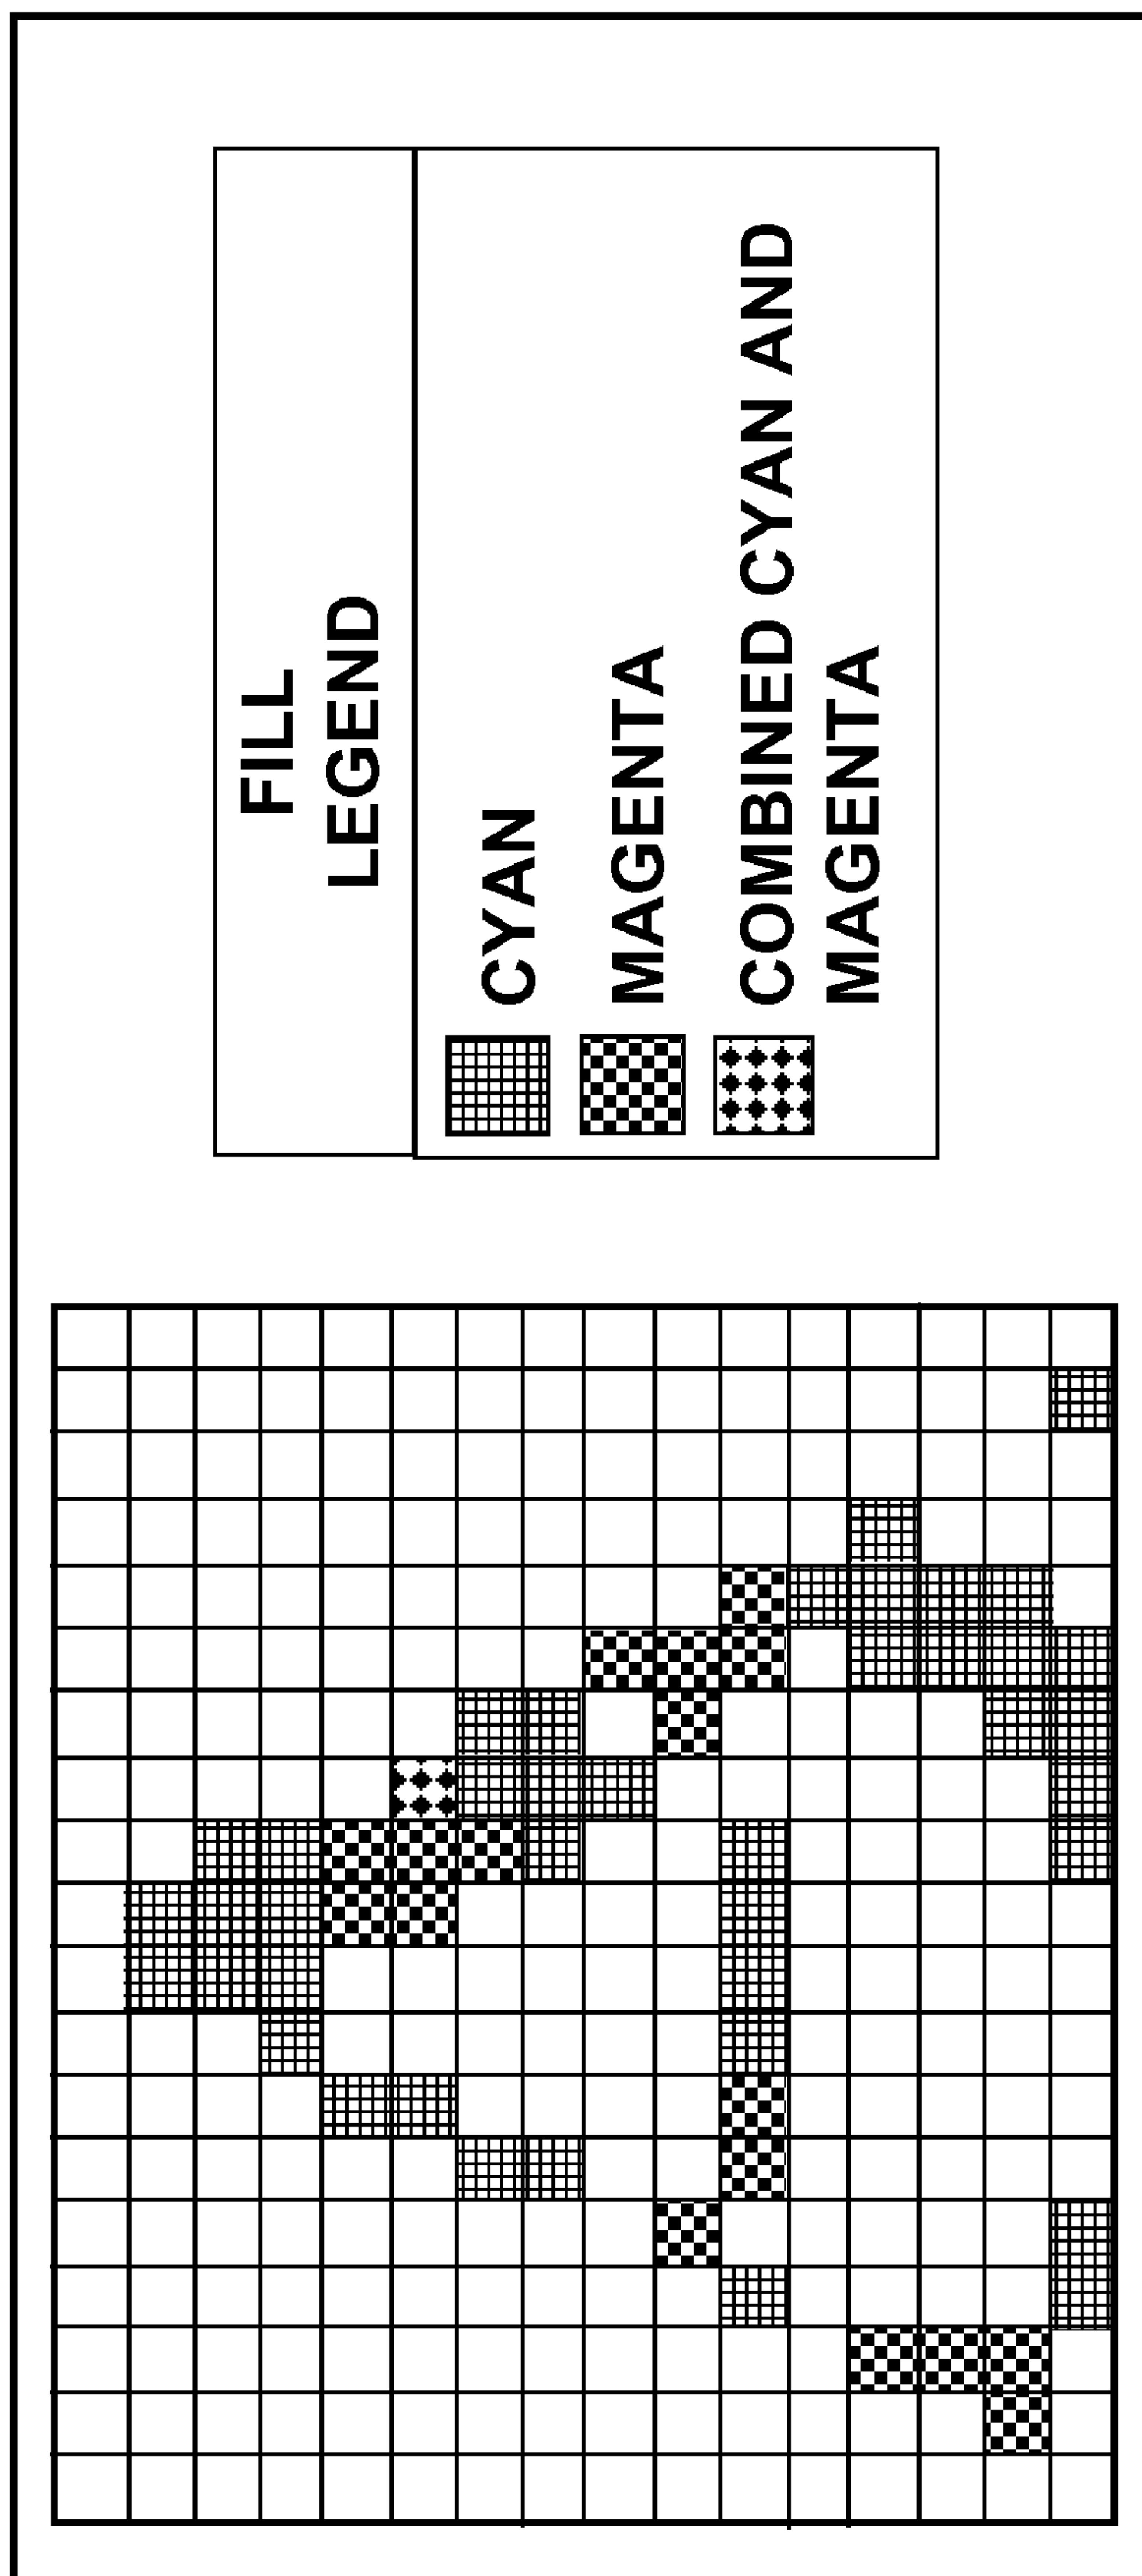 FILL
LEGEND
CYAN
MAGENTA
COMBINED CYAN AND
MAGENTA